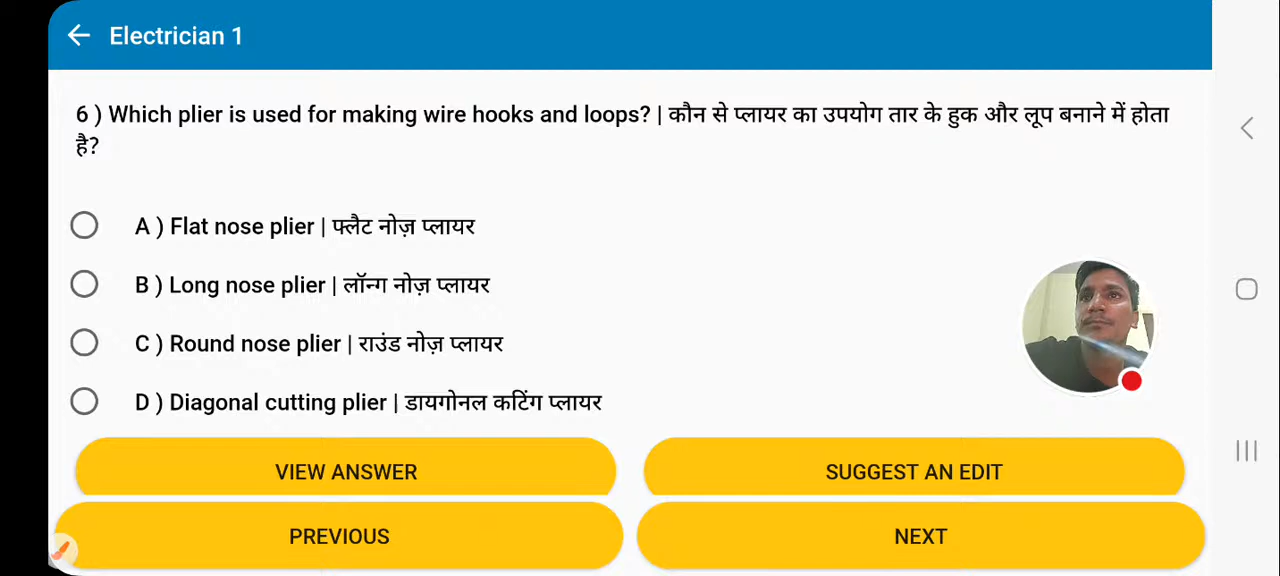 Electrician 1
6 ) Which plier is used for making wire hooks and loops? | कौन से प्लायर का उपयोग तार के हुक और लूप बनाने में होता
है?
A ) Flat nose plier | फ्लैट नोज़ प्लायर
B ) Long nose plier | लॉन्ग नोज़ प्लायर
C ) Round nose plier | राउंड नोज़ प्लायर
D ) Diagonal cutting plier | डायगोनल कटिंग प्लायर
VIEW ANSWER
SUGGEST AN EDIT
PREVIOUS
NEXT